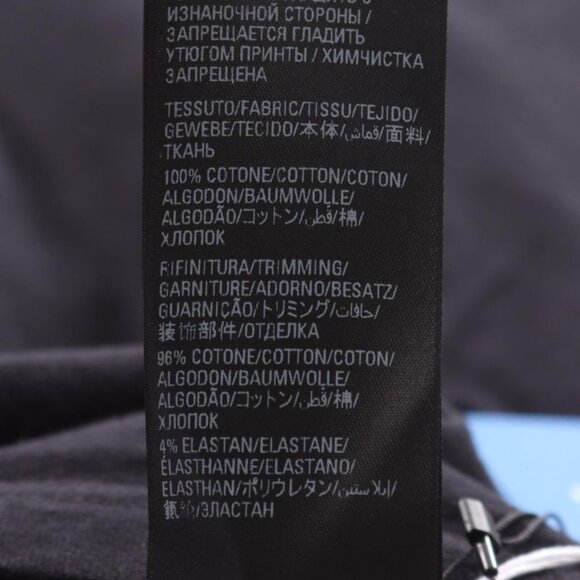 ИЗНАНОЧНОЙ СТОРОНЫ/
ЗАПРЕЩАЕТСЯ ГЛАДИТЬ
УТЮГОМ ПРИНТЫ / ХИМЧИСТКА
ЗАПРЕЩЕНА
TESSUTO/FABRIC/TISSU/TEJIDO/
GEWEBE/TECIDO/本体/قماش/面料/
ТКАНЬ
100% COTONE/COTTON/COTON/
ALGODON/BAUMWOLLE/
ALGODÃO/コットン/قطن/棉/
ХЛОПОК
RIFINITURA/TRIMMING/
GARNITURE/ADORNO/BESATZ/
GUARNIÇÃO/トリミング/حافات/
装饰部件/ОТДЕЛКА
96% COTONE/COTTON/COTON/
ALGODON/BAUMWOLLE/
ALGODÃO/コットン/قطن/棉/
ХЛОПОК
4% ELASTAN/ELASTANE/
ÉLASTHANNE/ELASTANO/
ELASTHAN/ポリウレタン/إيلاستين/
氨纶/ЭЛАСТАН